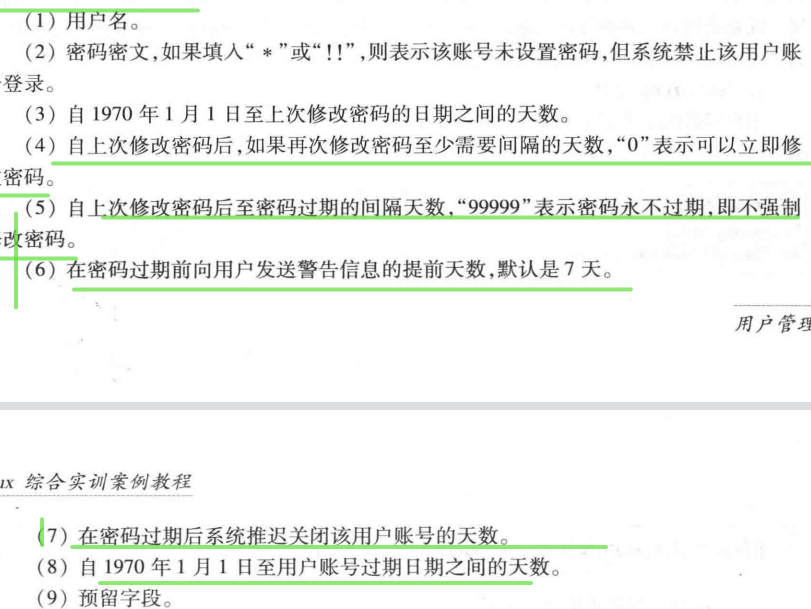 （1）用户名。
（2）密码密文，如果填入“*”或“!!”，则表示该账号未设置密码，但系统禁止该用户账
登录。
（3）自 1970 年 1 月 1 日至上次修改密码的日期之间的天数。
（4）自上次修改密码后，如果再次修改密码至少需要间隔的天数，“0”表示可以立即修
密码。
（5）自上次修改密码后至密码过期的间隔天数，“99999”表示密码永不过期，即不强制
改密码。
（6）在密码过期前向用户发送警告信息的提前天数，默认是 7 天。
用户管理
ux 综合实训案例教程
（7）在密码过期后系统推迟关闭该用户账号的天数。
（8）自 1970 年 1 月 1 日至用户账号过期日期之间的天数。
（9）预留字段。